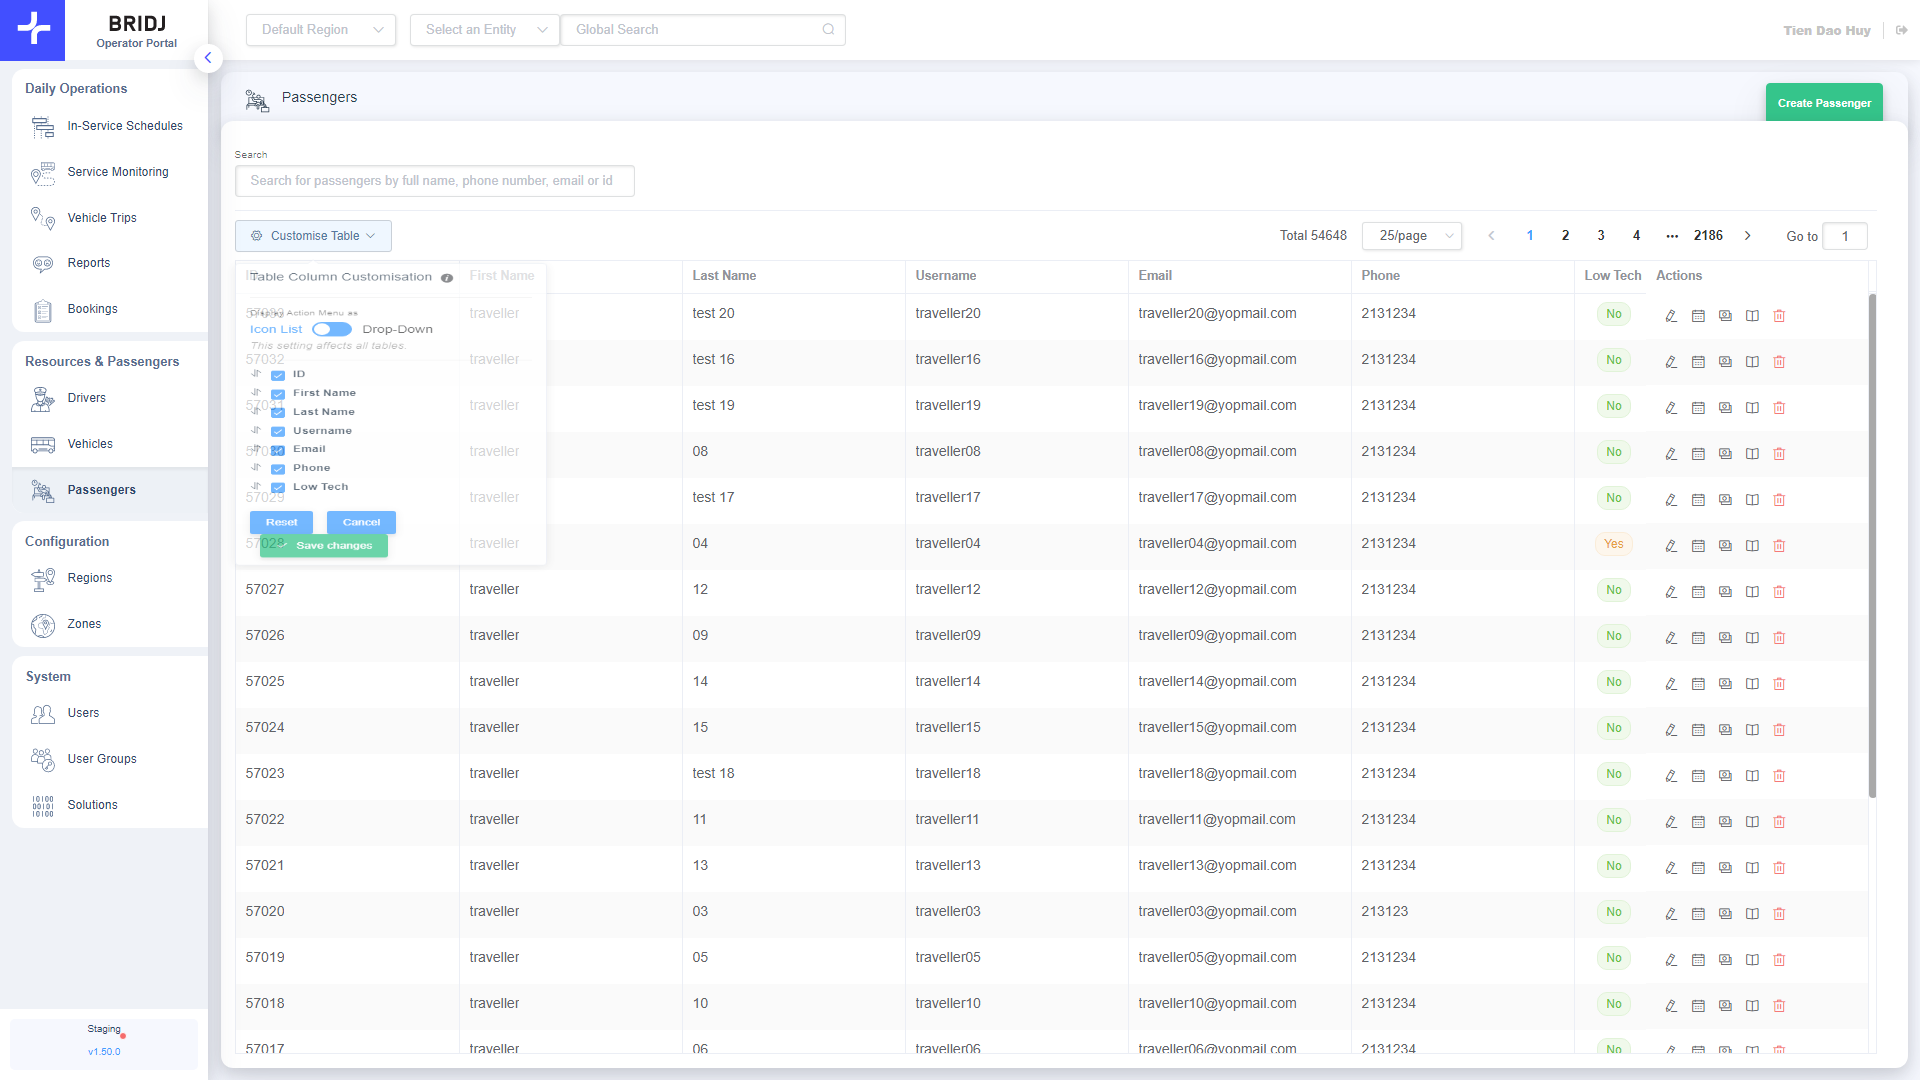 BRIDJ
Operator Portal
Default Region
Select an Entity
Global Search
Tien Dao Huy
Daily Operations
In-Service Schedules
Service Monitoring
Vehicle Trips
Reports
Bookings
Resources & Passengers
Drivers
Vehicles
Passengers
Configuration
Regions
Zones
System
Users
User Groups
Solutions
Staging
v1.50.0
Passengers
Create Passenger
Search
Search for passengers by full name, phone number, email or id
Customise Table
Total 54648
25/page
1 2 3 4 ••• 2186
Go to 1
Table Column Customisation
Display Action Menu as
Icon List Drop-Down
This setting affects all tables.
ID
First Name
Last Name
Username
Email
Phone
Low Tech
Reset Cancel
Save changes
First Name Last Name Username Email Phone Low Tech Actions
traveller test 20 traveller20 traveller20@yopmail.com 2131234 No
57032 traveller test 16 traveller16 traveller16@yopmail.com 2131234 No
57031 traveller test 19 traveller19 traveller19@yopmail.com 2131234 No
traveller 08 traveller08 traveller08@yopmail.com 2131234 No
57029 traveller test 17 traveller17 traveller17@yopmail.com 2131234 No
57028 traveller 04 traveller04 traveller04@yopmail.com 2131234 Yes
57027 traveller 12 traveller12 traveller12@yopmail.com 2131234 No
57026 traveller 09 traveller09 traveller09@yopmail.com 2131234 No
57025 traveller 14 traveller14 traveller14@yopmail.com 2131234 No
57024 traveller 15 traveller15 traveller15@yopmail.com 2131234 No
57023 traveller test 18 traveller18 traveller18@yopmail.com 2131234 No
57022 traveller 11 traveller11 traveller11@yopmail.com 2131234 No
57021 traveller 13 traveller13 traveller13@yopmail.com 2131234 No
57020 traveller 03 traveller03 traveller03@yopmail.com 213123 No
57019 traveller 05 traveller05 traveller05@yopmail.com 2131234 No
57018 traveller 10 traveller10 traveller10@yopmail.com 2131234 No
57017 traveller 06 traveller06 traveller06@yopmail.com 2131234 No